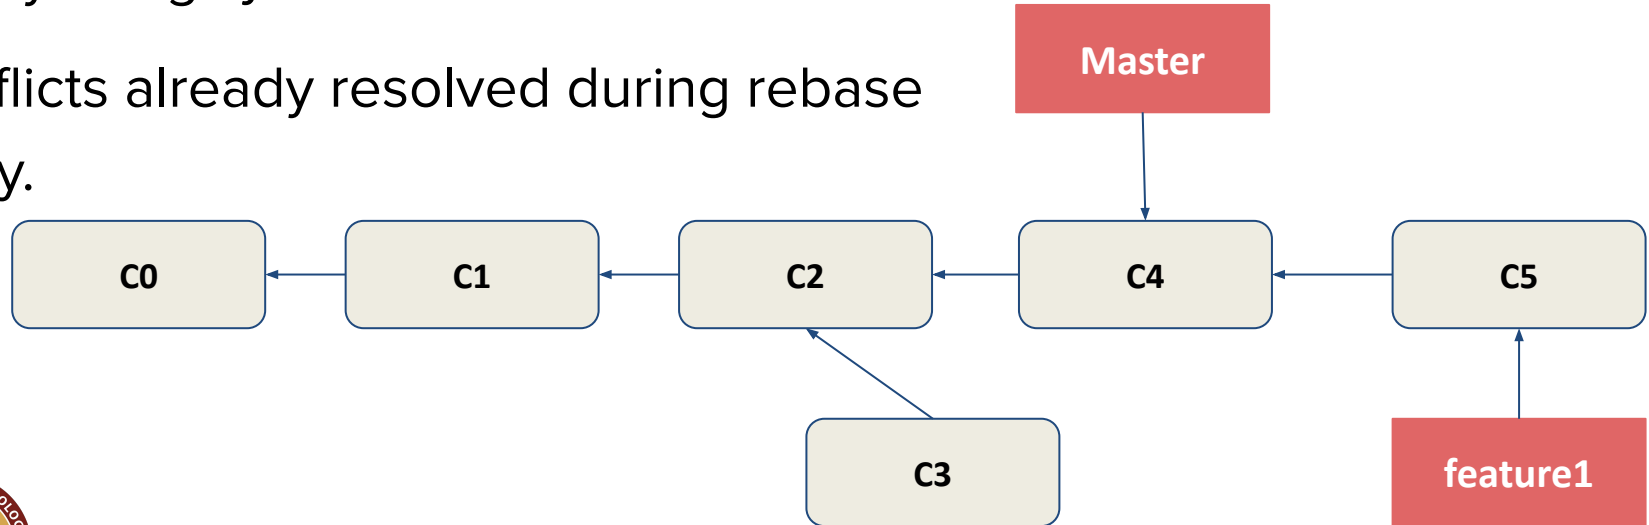 flicts already resolved during rebase
y.
Master
C0
C1
C2
C4
C5
C3
feature1